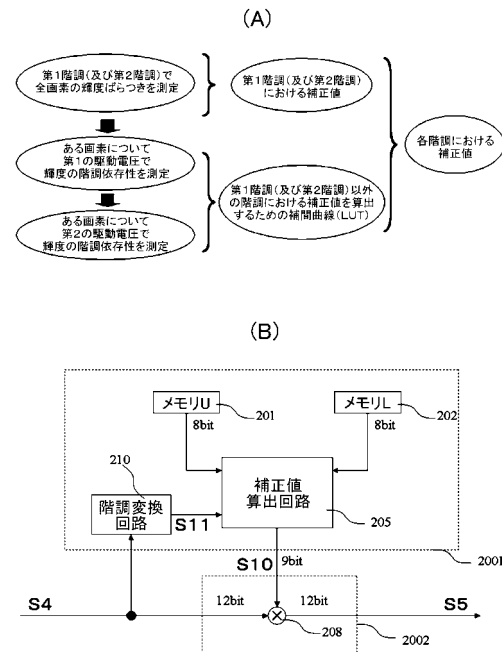 (A)
第1階調(及び第2階調)で
全画素の輝度ばらつきを測定
第1階調(及び第2階調)
における補正値
ある画素について
第1の駆動電圧で
輝度の階調依存性を測定
各階調における
補正値
第1階調(及び第2階調)以外
の階調における補正値を算出
するための補間曲線(LUT)
ある画素について
第2の駆動電圧で
輝度の階調依存性を測定
(B)
メモリU
201
メモリL
202
8bit
8bit
210
階調変換
回路
S11
補正値
算出回路
205
2001
S10
9bit
S4
12bit
12bit
S5
208
2002